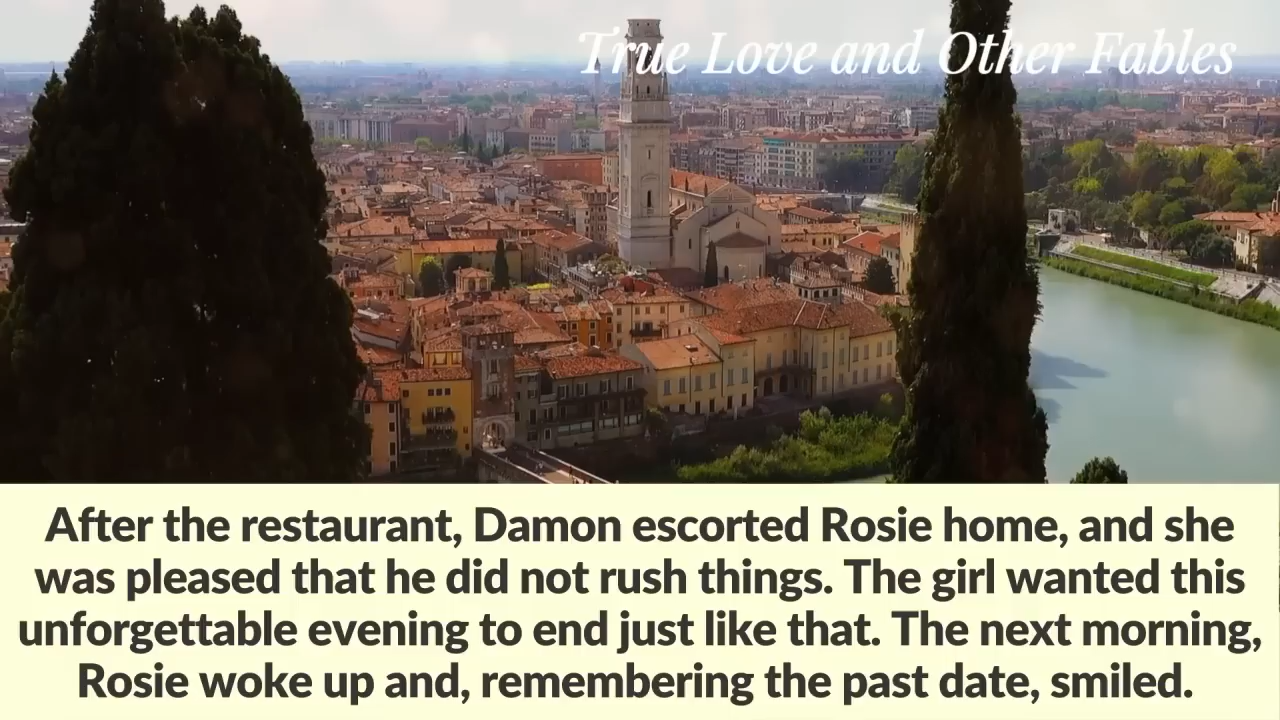 True Love and Other Fables
After the restaurant, Damon escorted Rosie home, and she
was pleased that he did not rush things. The girl wanted this
unforgettable evening to end just like that. The next morning,
Rosie woke up and, remembering the past date, smiled.